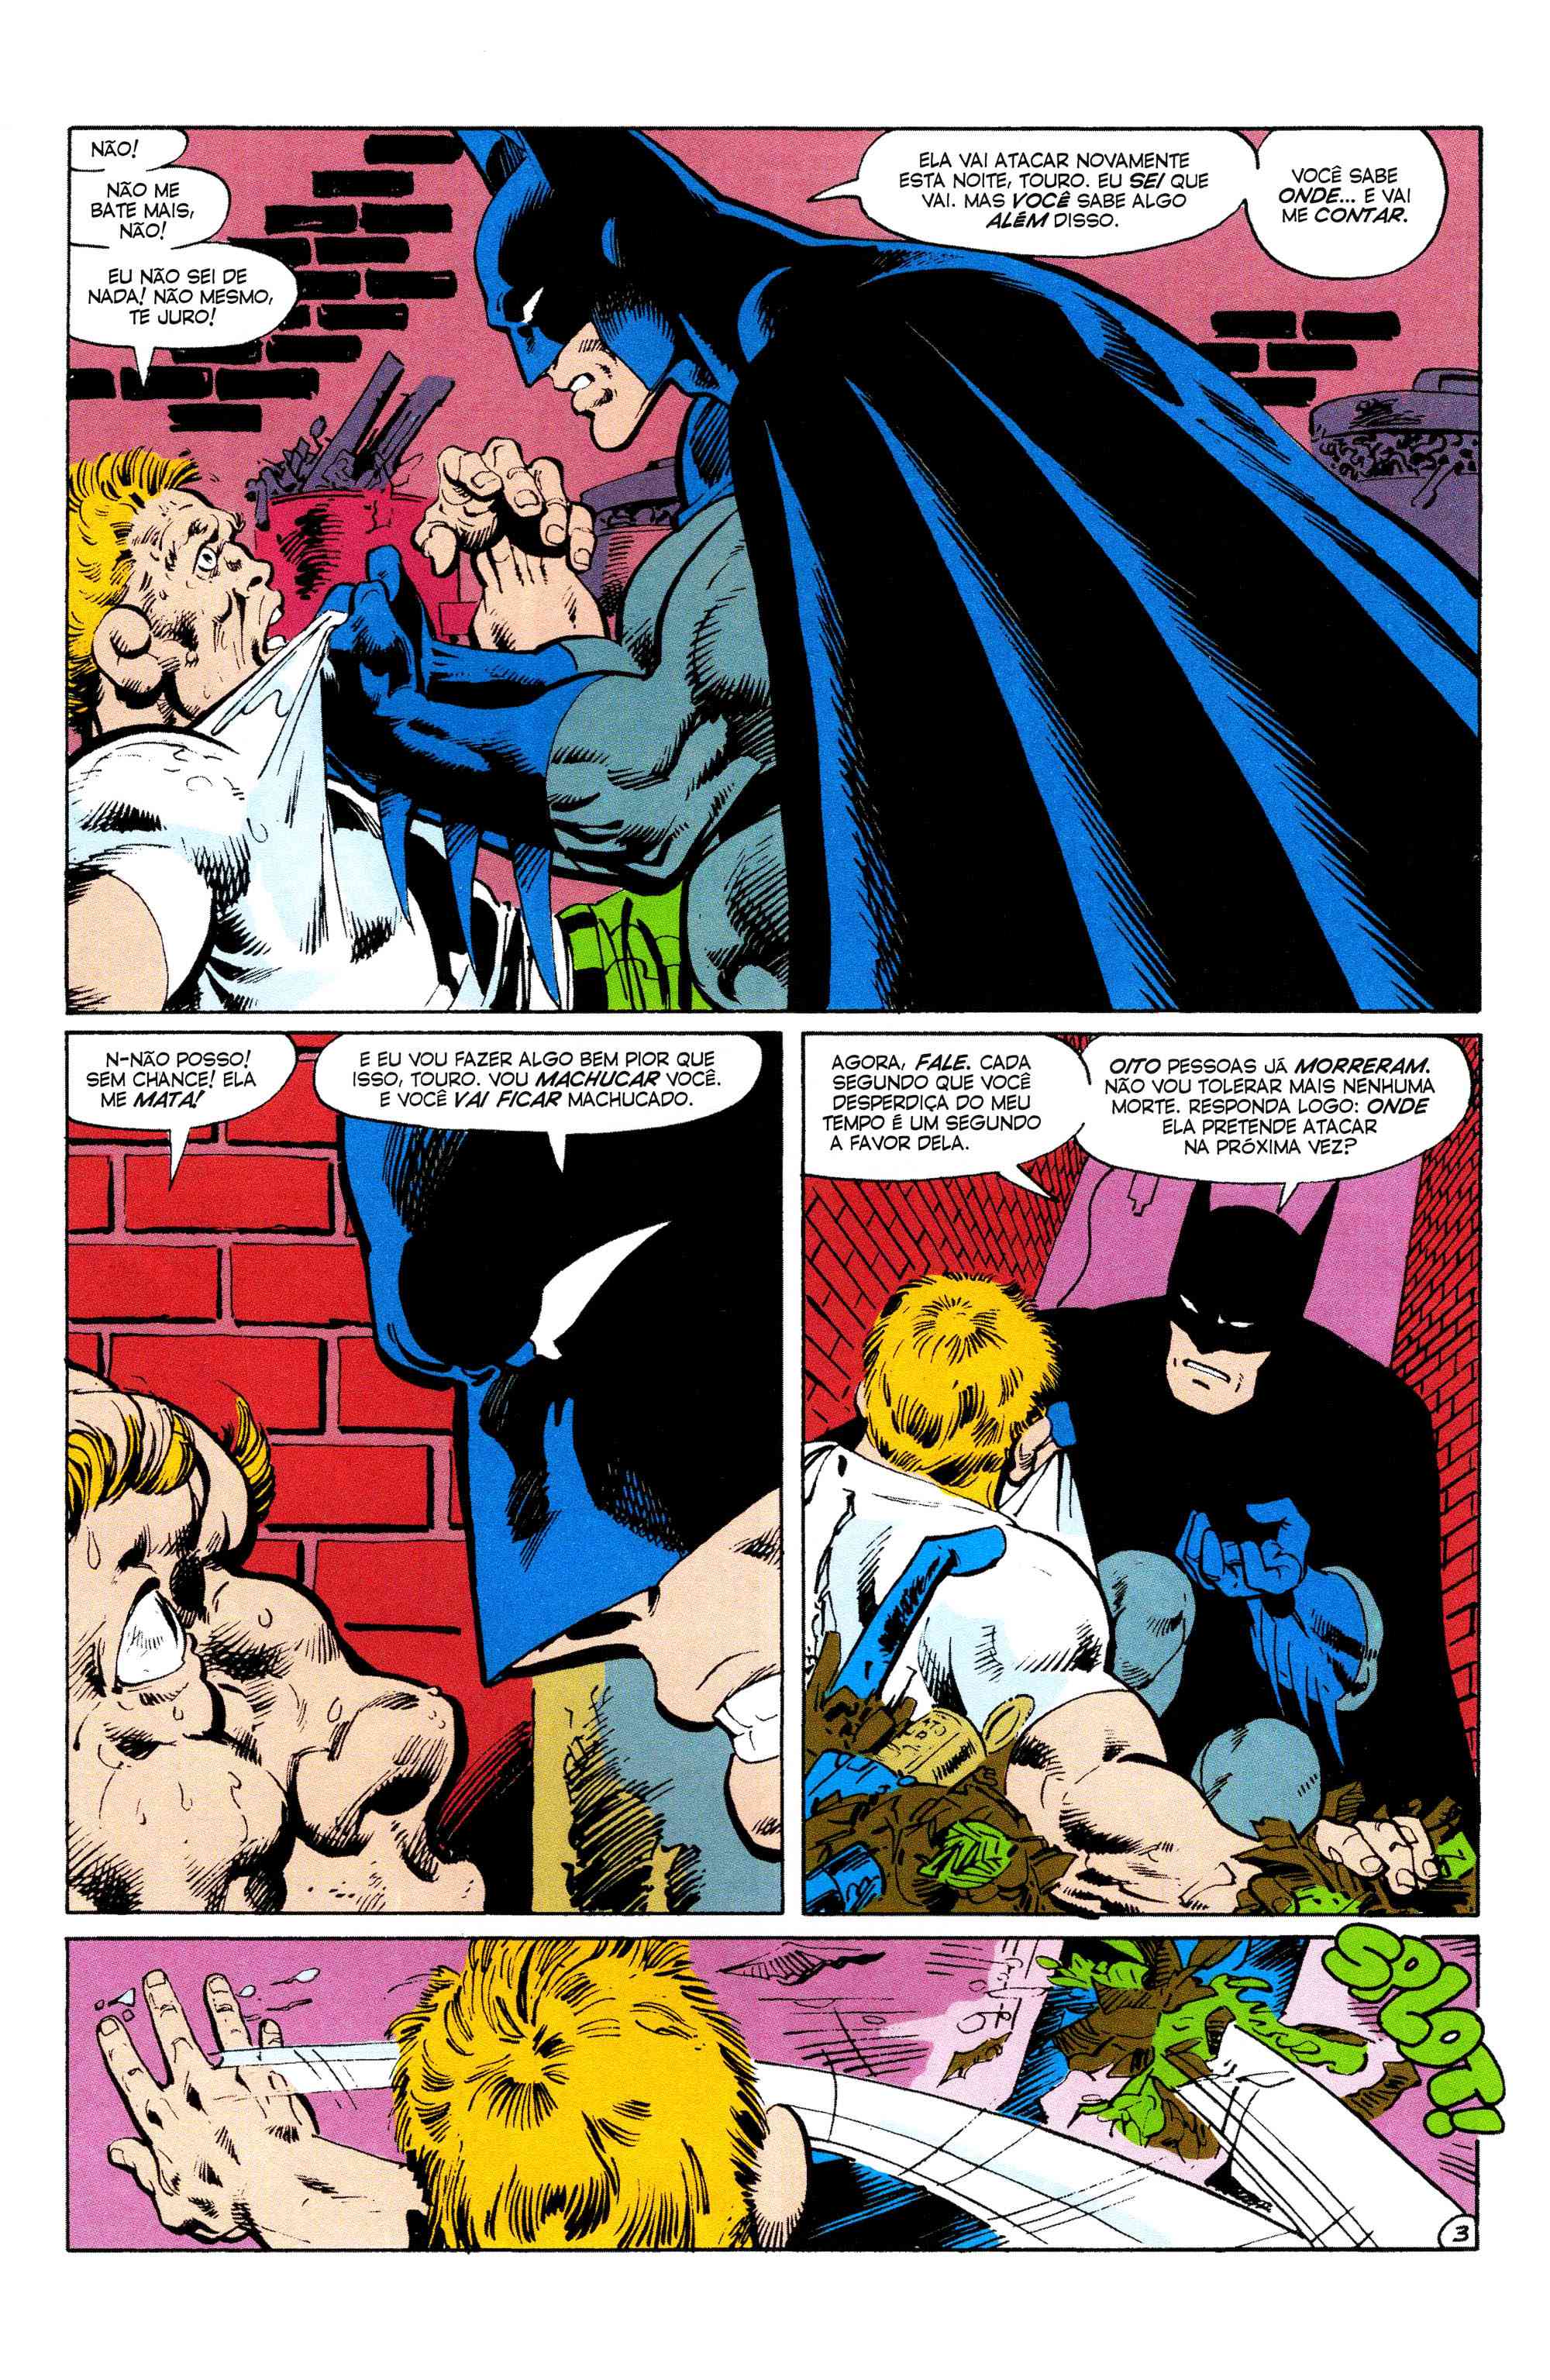 NÃO!
NÃO ME
BATE MAIS,
NÃO!
EU NÃO SEI DE
NADA! NÃO MESMO,
TE JURO!
ELA VAI ATACAR NOVAMENTE
ESTA NOITE, TOURO. EU SEI QUE
VAI. MAS VOCÊ SABE ALGO
ALÉM DISSO.
VOCÊ SABE
ONDE... E VAI
ME CONTAR.
N-NÃO POSSO!
SEM CHANCE! ELA
ME MATA!
E EU VOU FAZER ALGO BEM PIOR QUE
ISSO, TOURO. VOU MACHUCAR VOCÊ.
E VOCÊ VAI FICAR MACHUCADO.
AGORA, FALE. CADA
SEGUNDO QUE VOCÊ
DESPERDIÇA DO MEU
TEMPO É UM SEGUNDO
A FAVOR DELA.
OITO PESSOAS JÁ MORRERAM.
NÃO VOU TOLERAR MAIS NENHUMA
MORTE. RESPONDA LOGO: ONDE
ELA PRETENDE ATACAR
NA PRÓXIMA VEZ?
SPLOT!
3